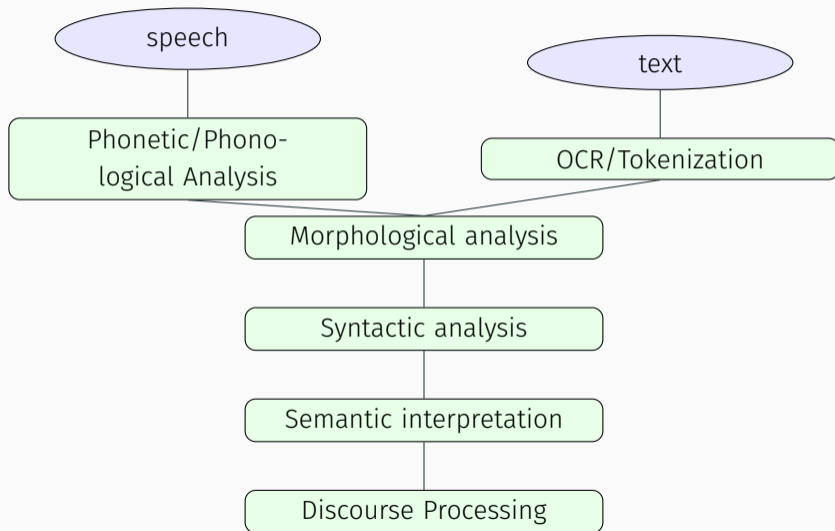 speech
text
Phonetic/Phono-
logical Analysis
OCR/Tokenization
Morphological analysis
Syntactic analysis
Semantic interpretation
Discourse Processing